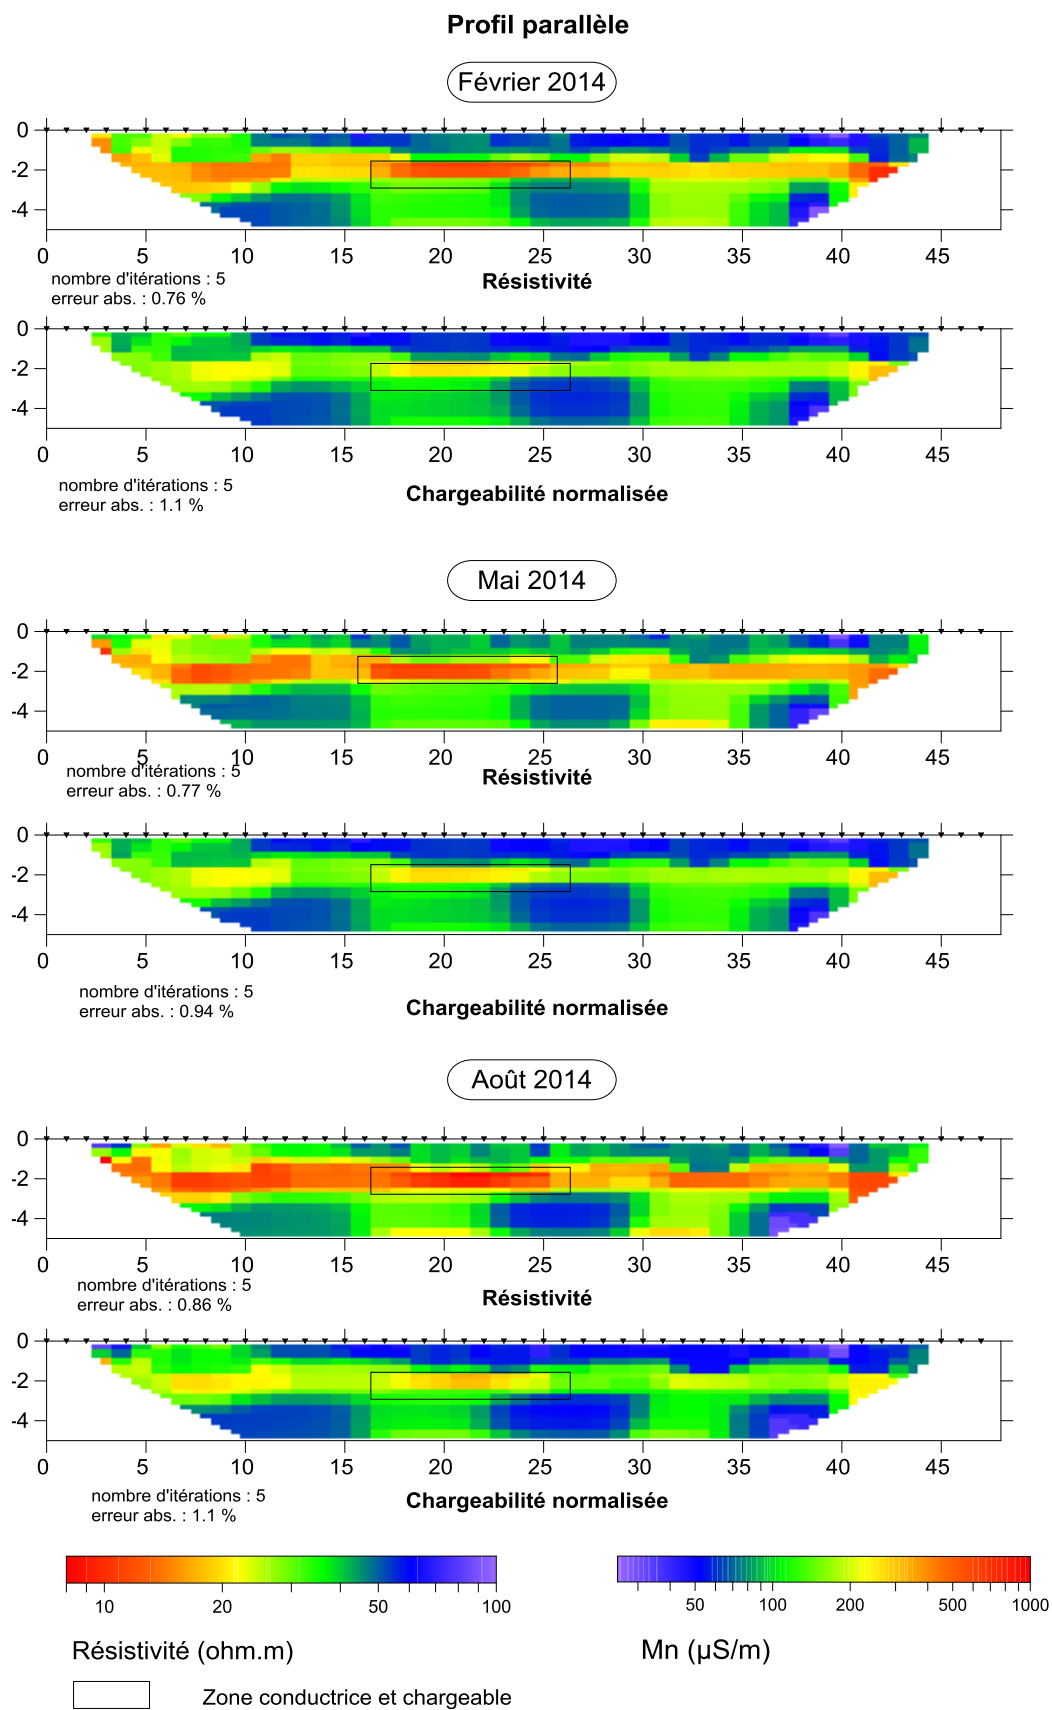 Profil parallèle
Février 2014
0
-2
-4
0 5 10 15 20 25 30 35 40 45
nombre d'itérations : 5
erreur abs. : 0.76 %
Résistivité
0
-2
-4
0 5 10 15 20 25 30 35 40 45
nombre d'itérations : 5
erreur abs. : 1.1 %
Chargeabilité normalisée
Mai 2014
0
-2
-4
0 5 10 15 20 25 30 35 40 45
nombre d'itérations : 5
erreur abs. : 0.77 %
Résistivité
0
-2
-4
0 5 10 15 20 25 30 35 40 45
nombre d'itérations : 5
erreur abs. : 0.94 %
Chargeabilité normalisée
Août 2014
0
-2
-4
0 5 10 15 20 25 30 35 40 45
nombre d'itérations : 5
erreur abs. : 0.86 %
Résistivité
0
-2
-4
0 5 10 15 20 25 30 35 40 45
nombre d'itérations : 5
erreur abs. : 1.1 %
Chargeabilité normalisée
10 20 50 100
Résistivité (ohm.m)
50 100 200 500 1000
Mn (µS/m)
Zone conductrice et chargeable